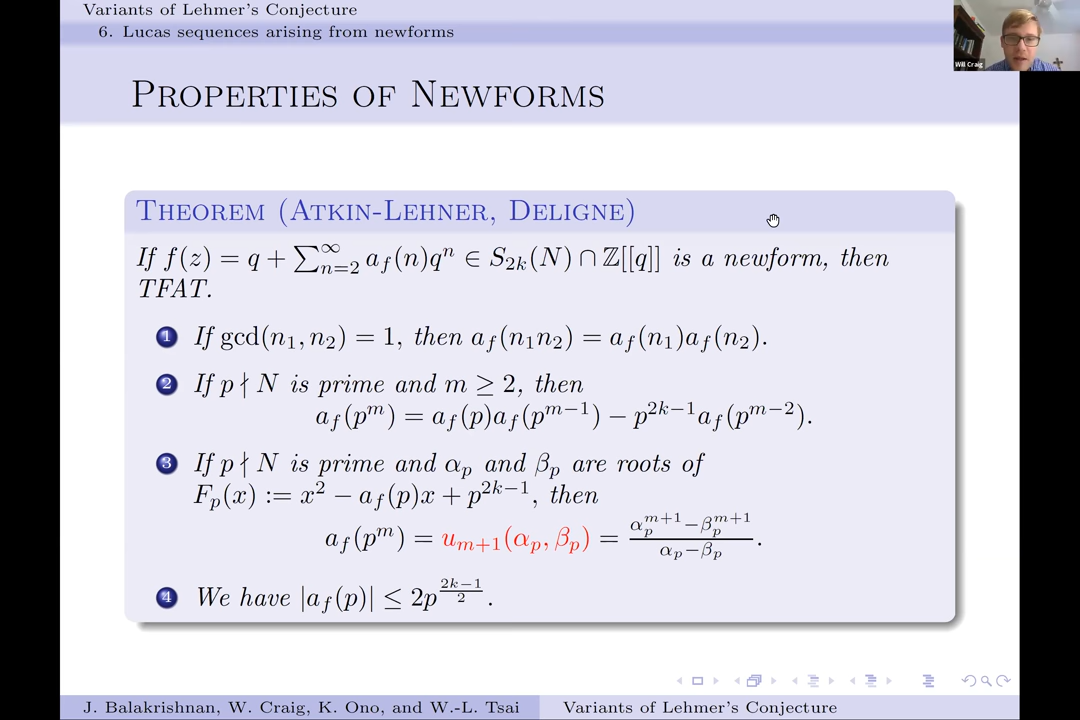 Variants of Lehmer's Conjecture
6. Lucas sequences arising from newforms
Will Craig
Properties of Newforms
Theorem (Atkin-Lehner, Deligne)
If f(z) = q + ∑_{n=2}^{∞} a_f(n)q^n ∈ S_{2k}(N) ∩ ℤ[[q]] is a newform, then
TFAT.
1 If gcd(n_1, n_2) = 1, then a_f(n_1n_2) = a_f(n_1)a_f(n_2).
2 If p ∤ N is prime and m ≥ 2, then
a_f(p^m) = a_f(p)a_f(p^{m−1}) − p^{2k−1}a_f(p^{m−2}).
3 If p ∤ N is prime and α_p and β_p are roots of
F_p(x) := x^2 − a_f(p)x + p^{2k−1}, then
a_f(p^m) = u_{m+1}(α_p, β_p) = \frac{α_p^{m+1}−β_p^{m+1}}{α_p−β_p}.
4 We have |a_f(p)| ≤ 2p^{\frac{2k−1}{2}}.
J. Balakrishnan, W. Craig, K. Ono, and W.-L. Tsai
Variants of Lehmer's Conjecture